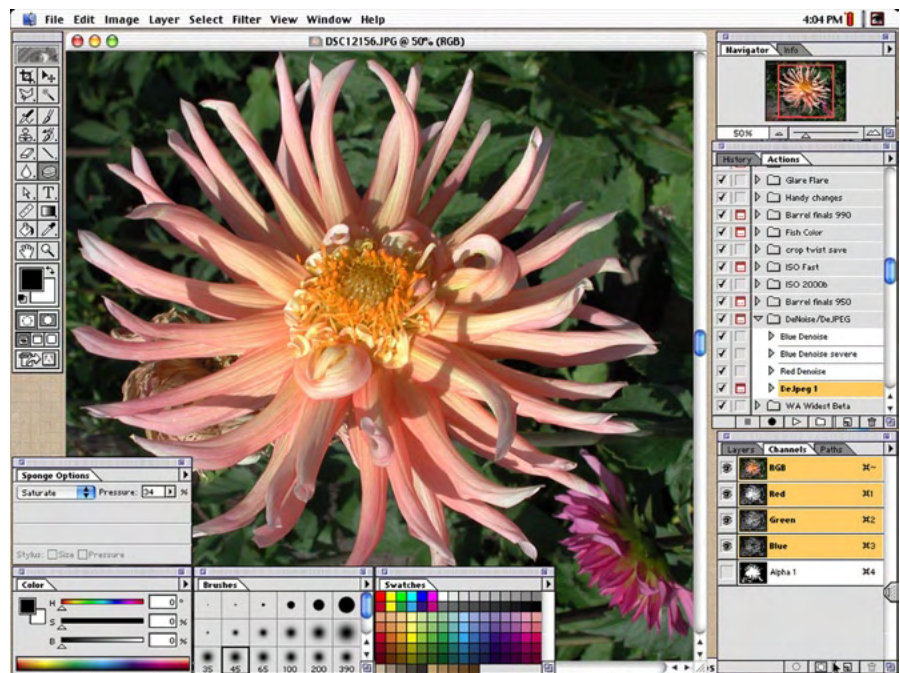 File Edit Image Layer Select Filter View Window Help 4:04 PM
DSC12156.JPG @ 50% (RGB)
Navigator Info
50%
History Actions
Glare Flare
Handy changes
Barrel finals 990
Fish Color
crop twist save
ISO Fast
ISO 2000b
Barrel finals 950
DeNoise/DeJPEG
Blue Denoise
Blue Denoise severe
Red Denoise
DeJpeg 1
WA Widest Beta
Layers Channels Paths
RGB ⌘~
Red ⌘1
Green ⌘2
Blue ⌘3
Alpha 1 ⌘4
Sponge Options
Saturate Pressure: 34 %
Stylus: Size Pressure
Color
H 0 °
S 0 %
B 0 %
Brushes
35 45 65 100 200 390
Swatches